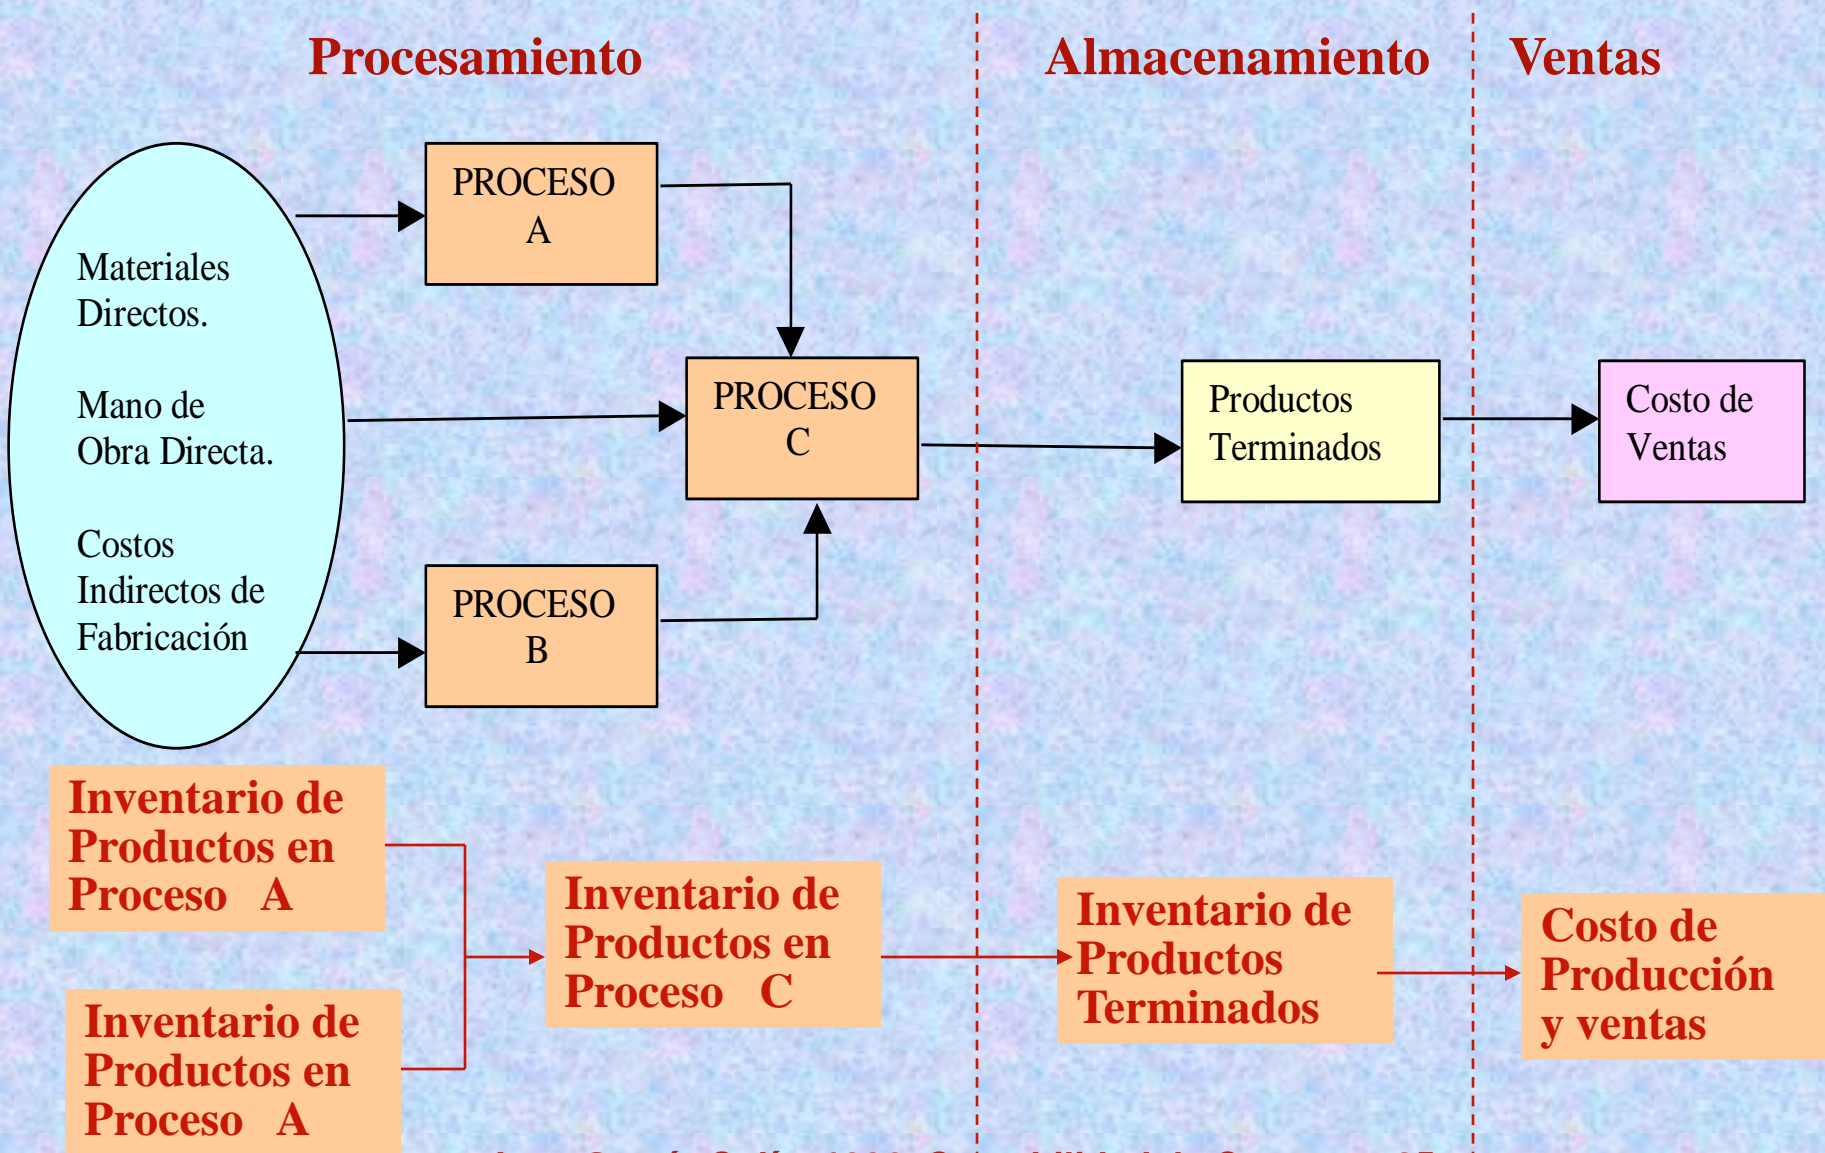 Procesamiento
Almacenamiento
Ventas
Materiales
Directos.
Mano de
Obra Directa.
Costos
Indirectos de
Fabricación
PROCESO
A
PROCESO
C
PROCESO
B
Productos
Terminados
Costo de
Ventas
Inventario de
Productos en
Proceso A
Inventario de
Productos en
Proceso A
Inventario de
Productos en
Proceso C
Inventario de
Productos
Terminados
Costo de
Producción
y ventas